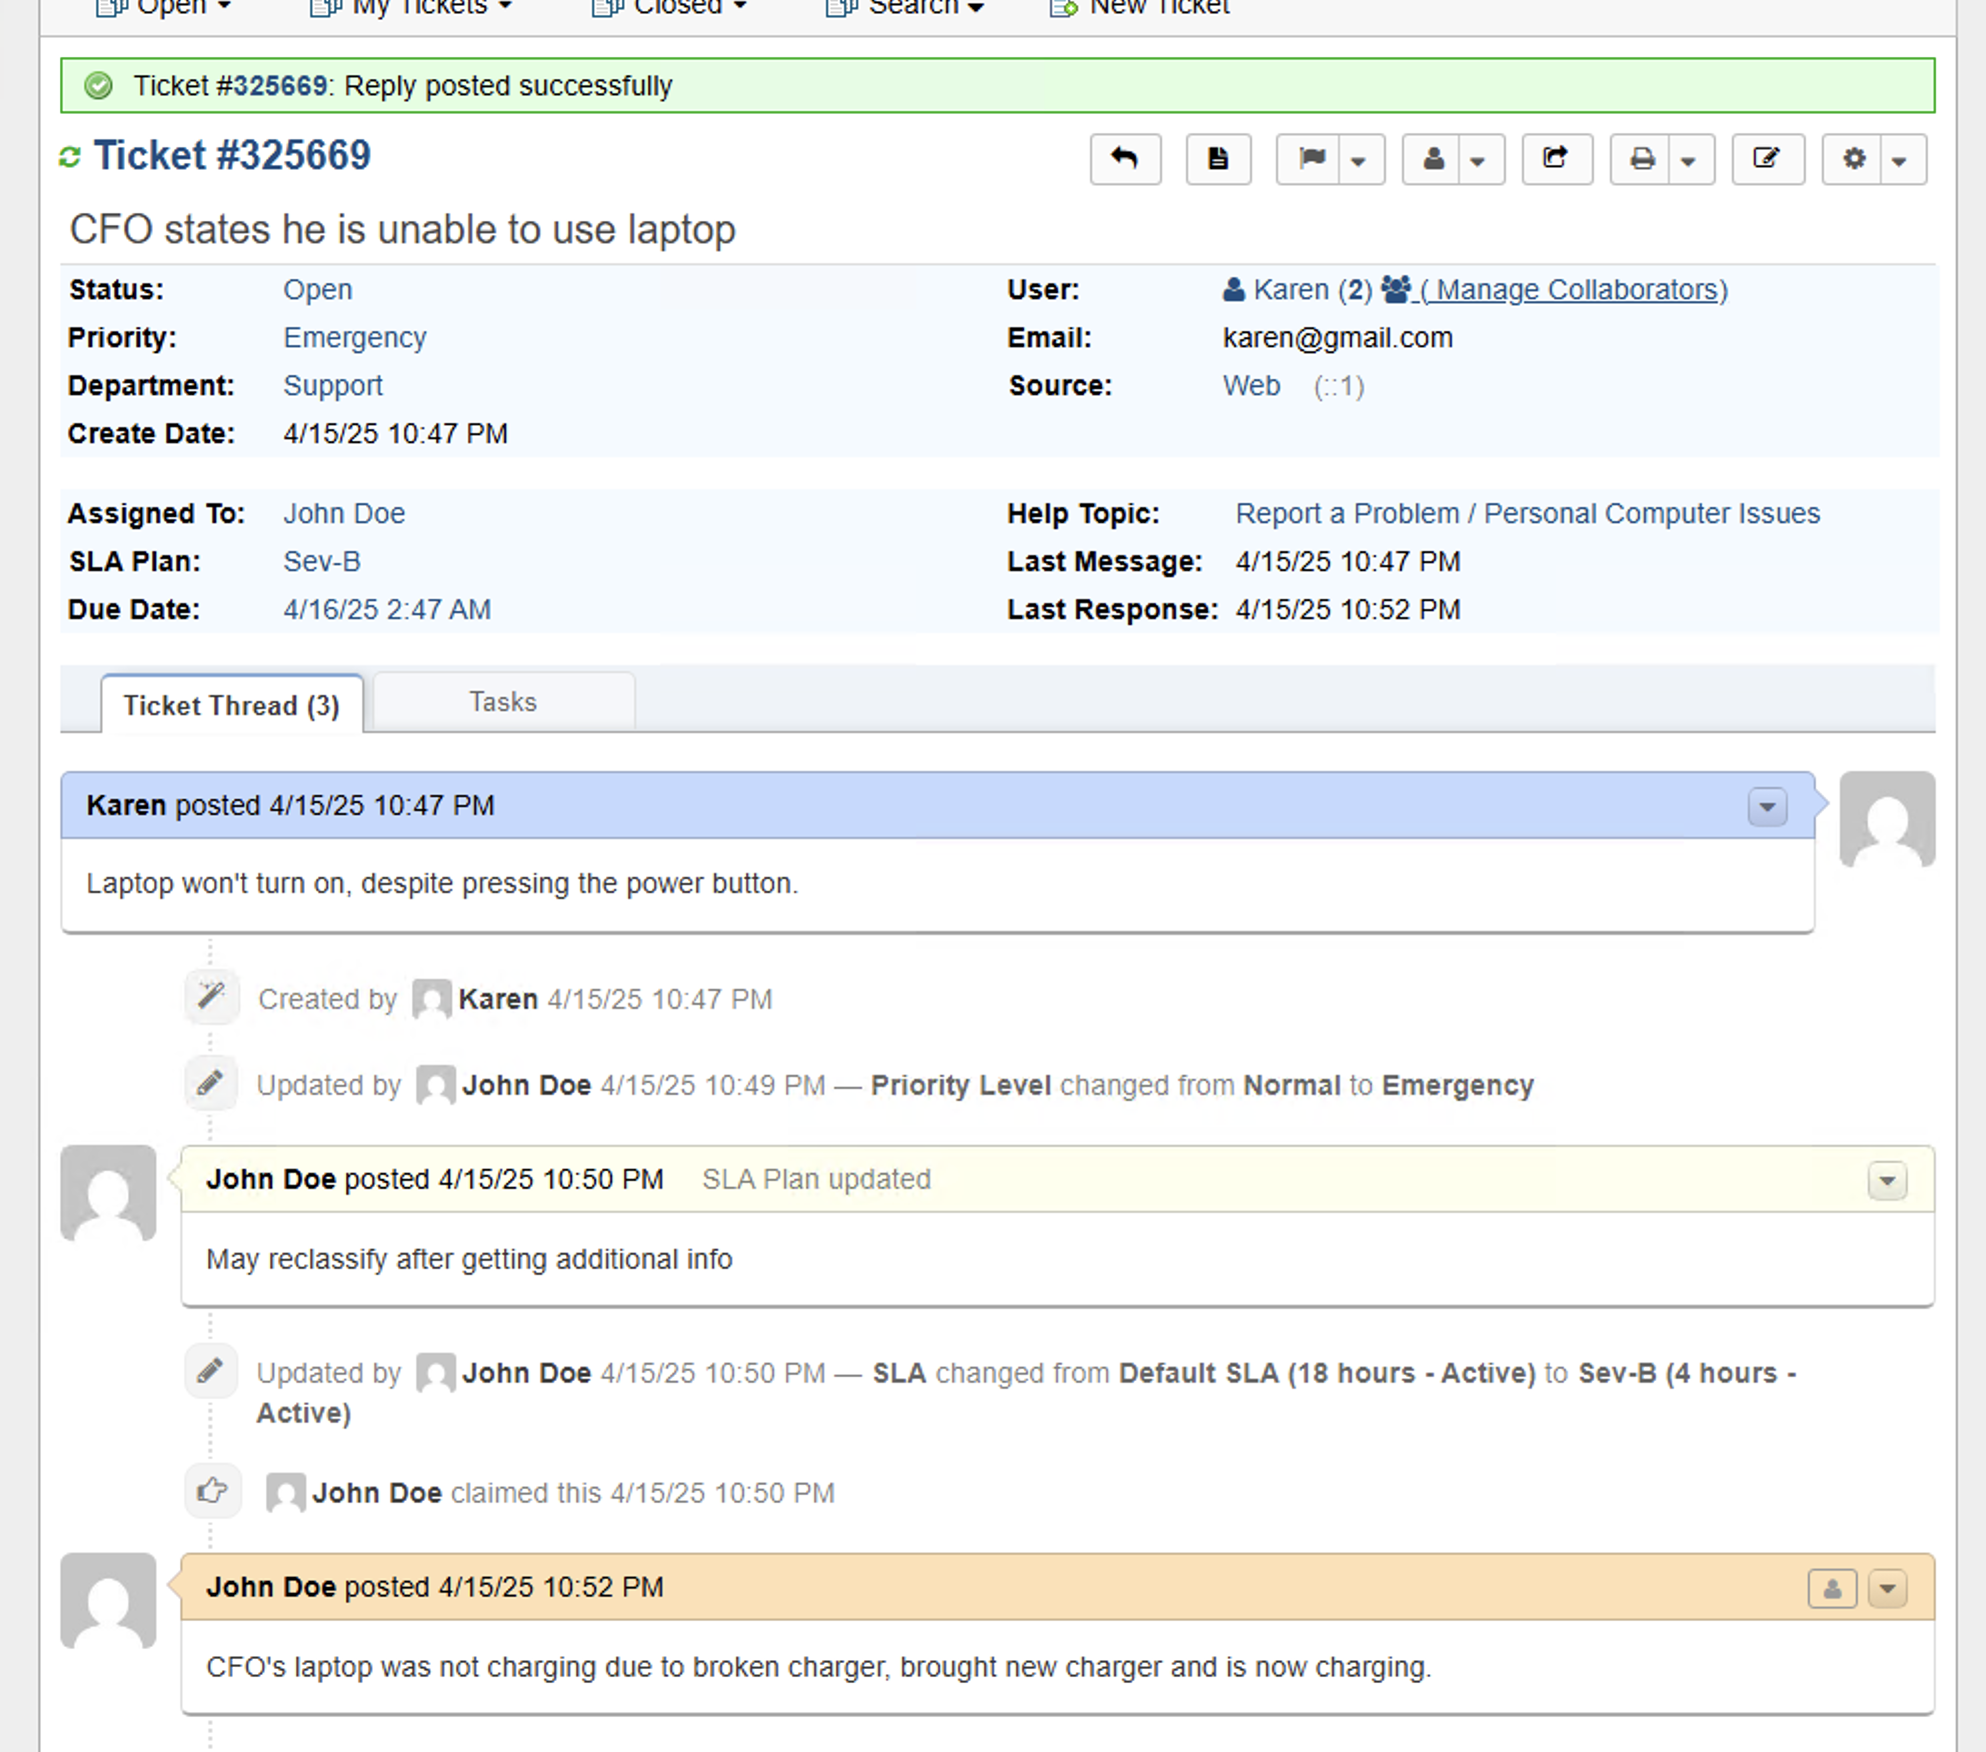 Open My Tickets Closed Search New Ticket
Ticket #325669: Reply posted successfully
Ticket #325669
CFO states he is unable to use laptop
Status: Open User: Karen (2) ( Manage Collaborators)
Priority: Emergency Email: karen@gmail.com
Department: Support Source: Web (::1)
Create Date: 4/15/25 10:47 PM
Assigned To: John Doe Help Topic: Report a Problem / Personal Computer Issues
SLA Plan: Sev-B Last Message: 4/15/25 10:47 PM
Due Date: 4/16/25 2:47 AM Last Response: 4/15/25 10:52 PM
Ticket Thread (3) Tasks
Karen posted 4/15/25 10:47 PM
Laptop won't turn on, despite pressing the power button.
Created by Karen 4/15/25 10:47 PM
Updated by John Doe 4/15/25 10:49 PM — Priority Level changed from Normal to Emergency
John Doe posted 4/15/25 10:50 PM SLA Plan updated
May reclassify after getting additional info
Updated by John Doe 4/15/25 10:50 PM — SLA changed from Default SLA (18 hours - Active) to Sev-B (4 hours -
Active)
John Doe claimed this 4/15/25 10:50 PM
John Doe posted 4/15/25 10:52 PM
CFO's laptop was not charging due to broken charger, brought new charger and is now charging.